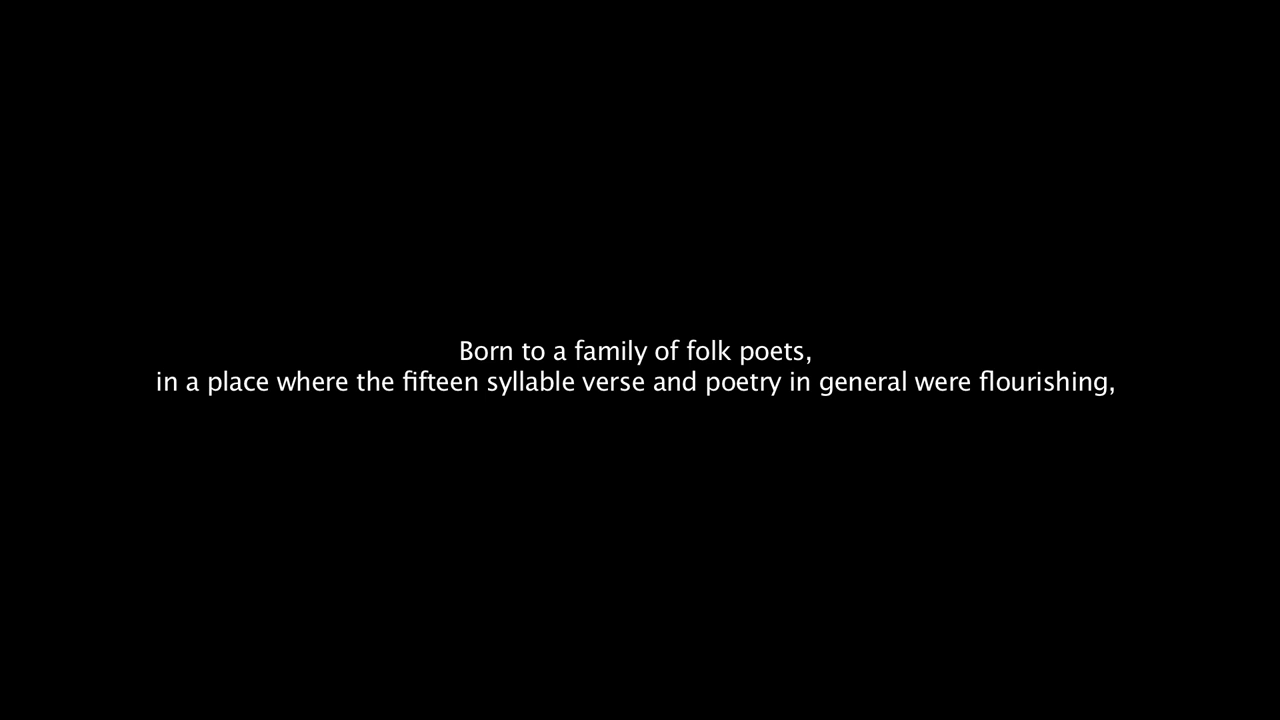 Born to a family of folk poets,
in a place where the fifteen syllable verse and poetry in general were flourishing,